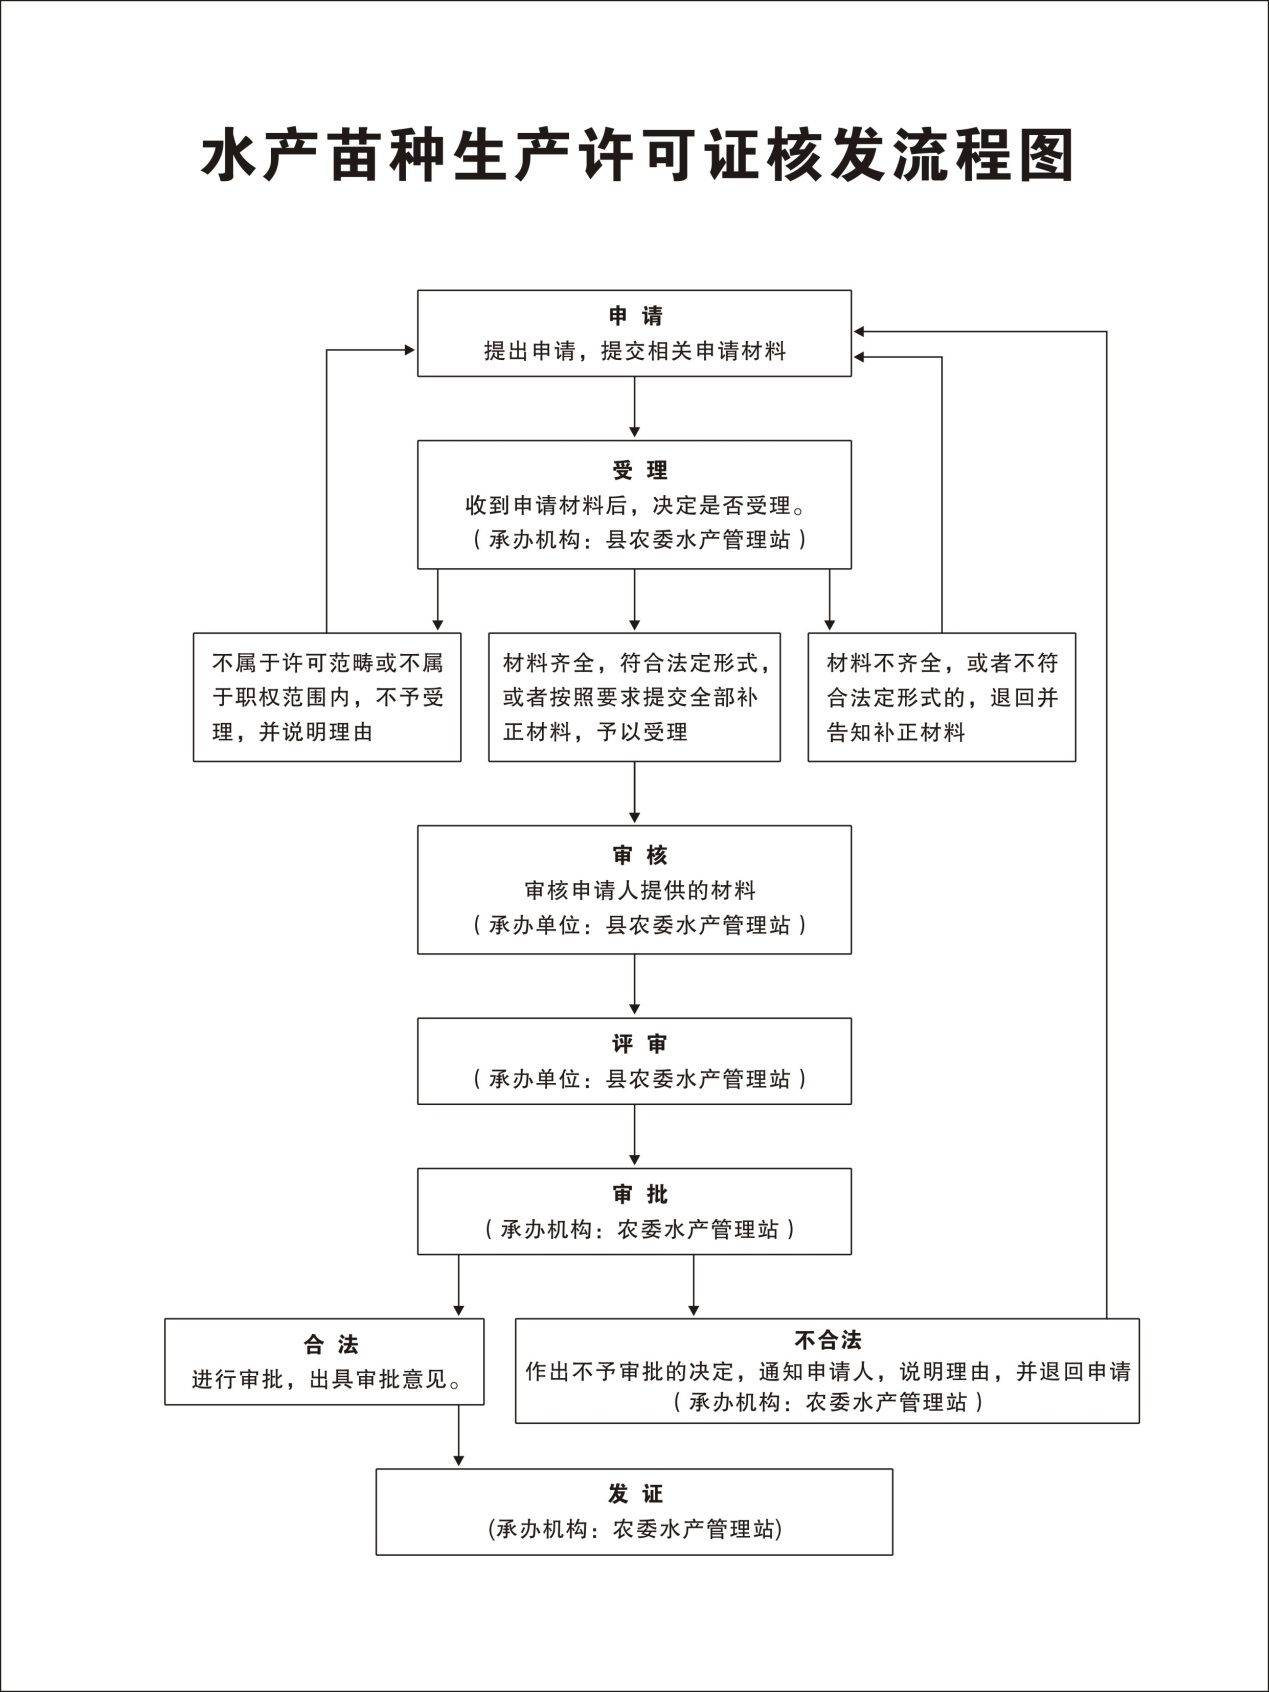 水产苗种生产许可证核发流程图
申 请
提出申请，提交相关申请材料
受 理
收到申请材料后，决定是否受理。
（承办机构：县农委水产管理站）
不属于许可范畴或不属
于职权范围内，不予受
理，并说明理由
材料齐全，符合法定形式，
或者按照要求提交全部补
正材料，予以受理
材料不齐全，或者不符
合法定形式的，退回并
告知补正材料
审 核
审核申请人提供的材料
（承办单位：县农委水产管理站）
评 审
（承办单位：县农委水产管理站）
审 批
（承办机构：农委水产管理站）
合 法
进行审批，出具审批意见。
不合法
作出不予审批的决定，通知申请人，说明理由，并退回申请
（承办机构：农委水产管理站）
发 证
(承办机构：农委水产管理站)